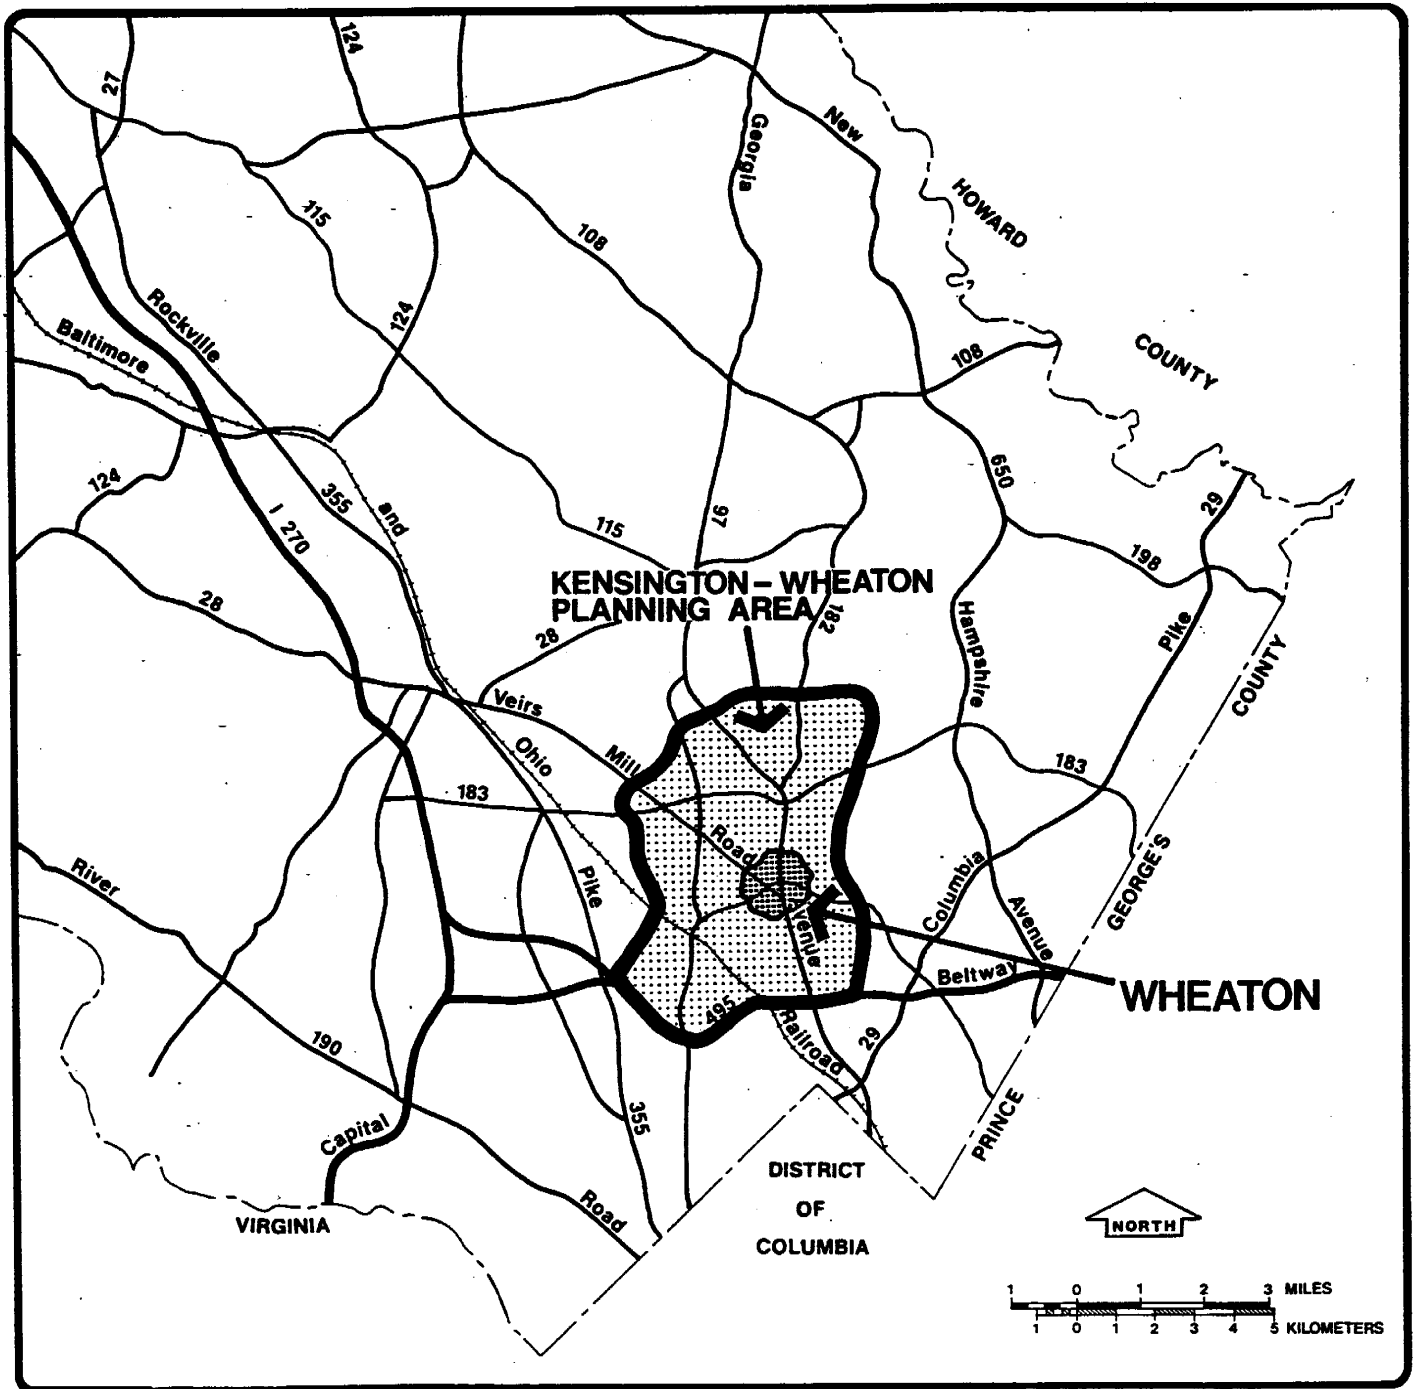 27
124
Georgia
New
HOWARD
COUNTY
115
108
124
Rockville
Baltimore
108
124
355
and
I 270
97
650
29
115
198
KENSINGTON – WHEATON
PLANNING AREA
28
28
182
Hampshire
Pike
COUNTY
Veirs
Ohio
Mill
183
183
Road
River
Pike
Columbia
Avenue
GEORGE'S
venue
Beltway
WHEATON
495
Railroad
29
190
Capital
355
PRINCE
DISTRICT
OF
COLUMBIA
Road
VIRGINIA
NORTH
1 0 1 2 3 MILES
1 0 1 2 3 4 5 KILOMETERS